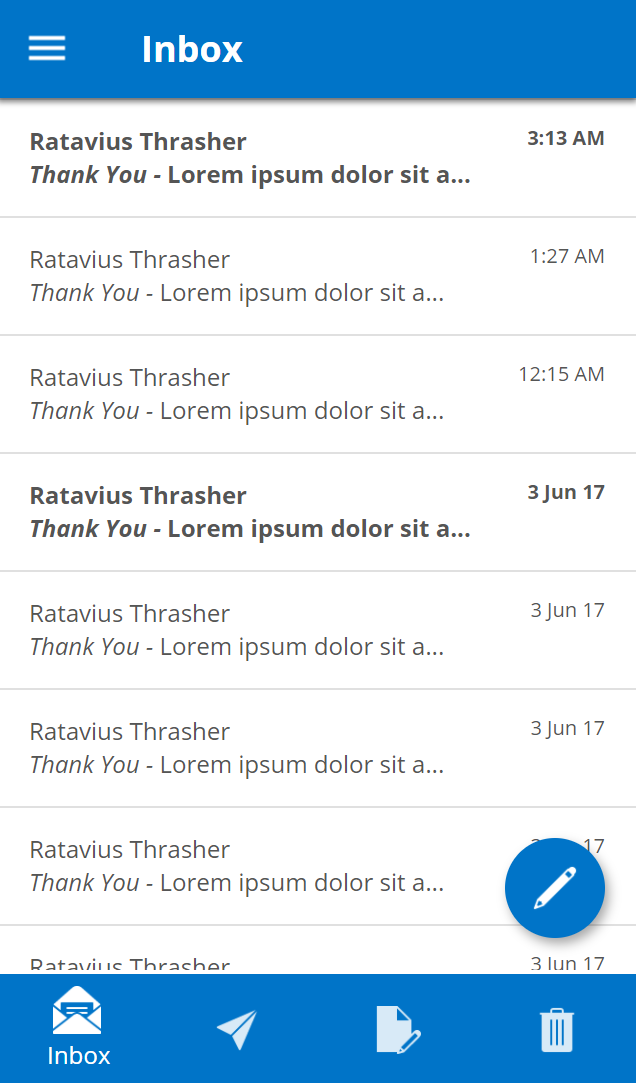 Inbox
Ratavius Thrasher 3:13 AM
Thank You - Lorem ipsum dolor sit a...
Ratavius Thrasher 1:27 AM
Thank You - Lorem ipsum dolor sit a...
Ratavius Thrasher 12:15 AM
Thank You - Lorem ipsum dolor sit a...
Ratavius Thrasher 3 Jun 17
Thank You - Lorem ipsum dolor sit a...
Ratavius Thrasher 3 Jun 17
Thank You - Lorem ipsum dolor sit a...
Ratavius Thrasher 3 Jun 17
Thank You - Lorem ipsum dolor sit a...
Ratavius Thrasher 17
Thank You - Lorem ipsum dolor sit a...
Ratavius Thrasher 3 Jun 17
Inbox